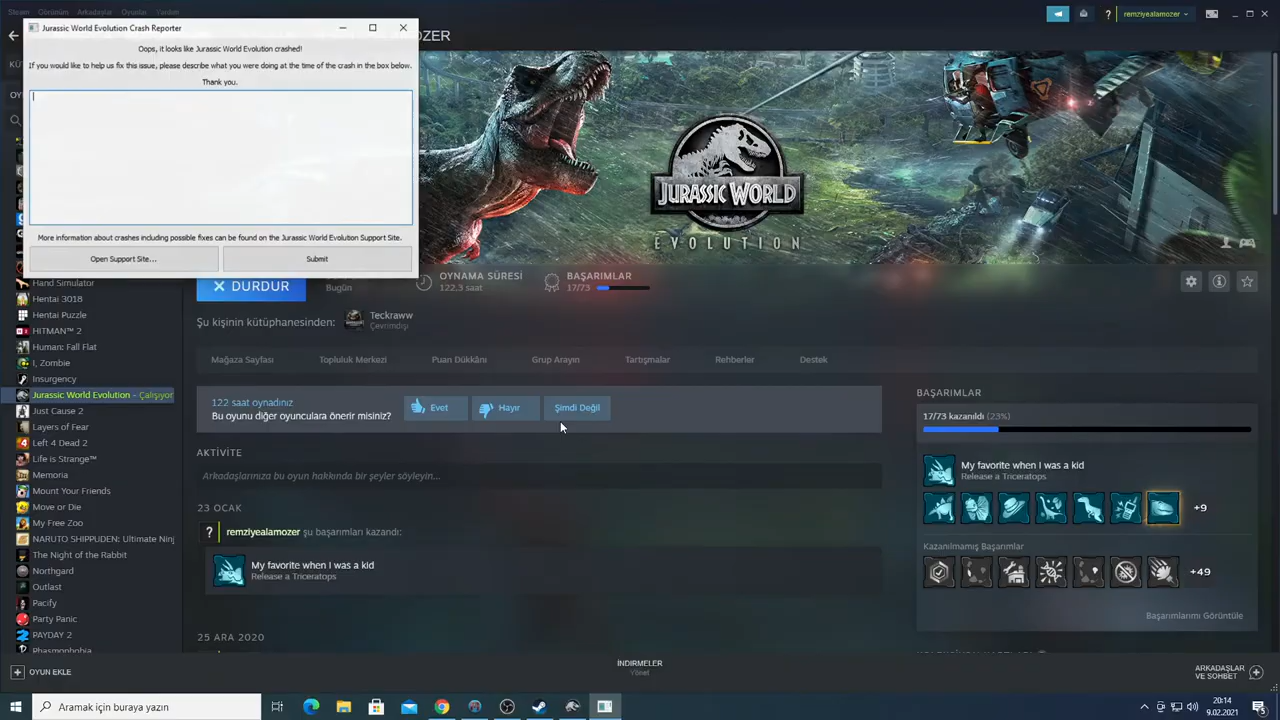 Steam Görünüm Arkadaşlar Oyunlar Yardım
remziyealamozer
Jurassic World Evolution Crash Reporter
Oops, it looks like Jurassic World Evolution crashed!
If you would like to help us fix this issue, please describe what you were doing at the time of the crash in the box below.
Thank you.
More information about crashes including possible fixes can be found on the Jurassic World Evolution Support Site.
Open Support Site...
Submit
JURASSIC WORLD
EVOLUTION
DURDUR
Bugün
OYNAMA SÜRESİ
122,3 saat
BAŞARIMLAR
17/73
Şu kişinin kütüphanesinden:
Teckraww
Çevrimdışı
Mağaza Sayfası
Topluluk Merkezi
Puan Dükkânı
Grup Arayın
Tartışmalar
Rehberler
Destek
122 saat oynadınız
Bu oyunu diğer oyunculara önerir misiniz?
Evet
Hayır
Şimdi Değil
AKTİVİTE
Arkadaşlarınıza bu oyun hakkında bir şeyler söyleyin...
23 OCAK
remziyealamozer şu başarımları kazandı:
My favorite when I was a kid
Release a Triceratops
25 ARA 2020
BAŞARIMLAR
17/73 kazanıldı (23%)
My favorite when I was a kid
Release a Triceratops
+9
Kazanılmamış Başarımlar
+49
Başarımlarımı Görüntüle
Hand Simulator
Hentai 3018
Hentai Puzzle
HITMAN™ 2
Human: Fall Flat
I, Zombie
Insurgency
Jurassic World Evolution - Çalışıyor
Just Cause 2
Layers of Fear
Left 4 Dead 2
Life is Strange™
Memoria
Mount Your Friends
Move or Die
My Free Zoo
NARUTO SHIPPUDEN: Ultimate Ninj
The Night of the Rabbit
Northgard
Outlast
Pacify
Party Panic
PAYDAY 2
Phasmophobia
OYUN EKLE
İNDİRMELER
Yönet
ARKADAŞLAR
VE SOHBET
Aramak için buraya yazın
20:14
9.02.2021